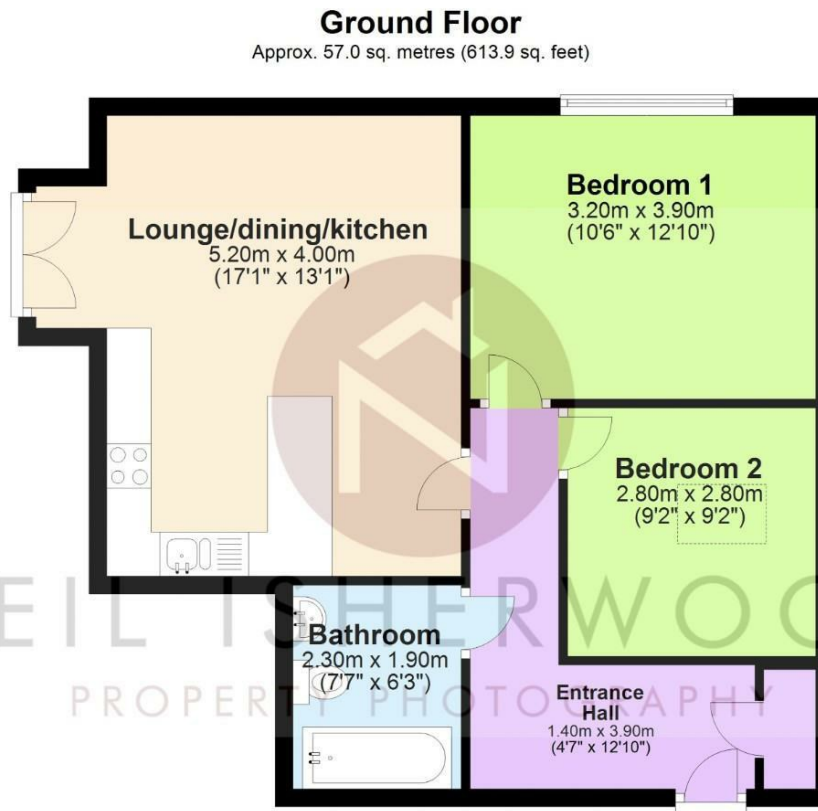 Ground Floor
Approx. 57.0 sq. metres (613.9 sq. feet)
Bedroom 1
3.20m x 3.90m
(10'6" x 12'10")
Lounge/dining/kitchen
5.20m x 4.00m
(17'1" x 13'1")
Bedroom 2
2.80m x 2.80m
(9'2" x 9'2")
EIL ISHERWOO
Bathroom
2.30m x 1.90m
(7'7" x 6'3")
PROPERTY PHOTOGRAPHY
Entrance
Hall
1.40m x 3.90m
(4'7" x 12'10")